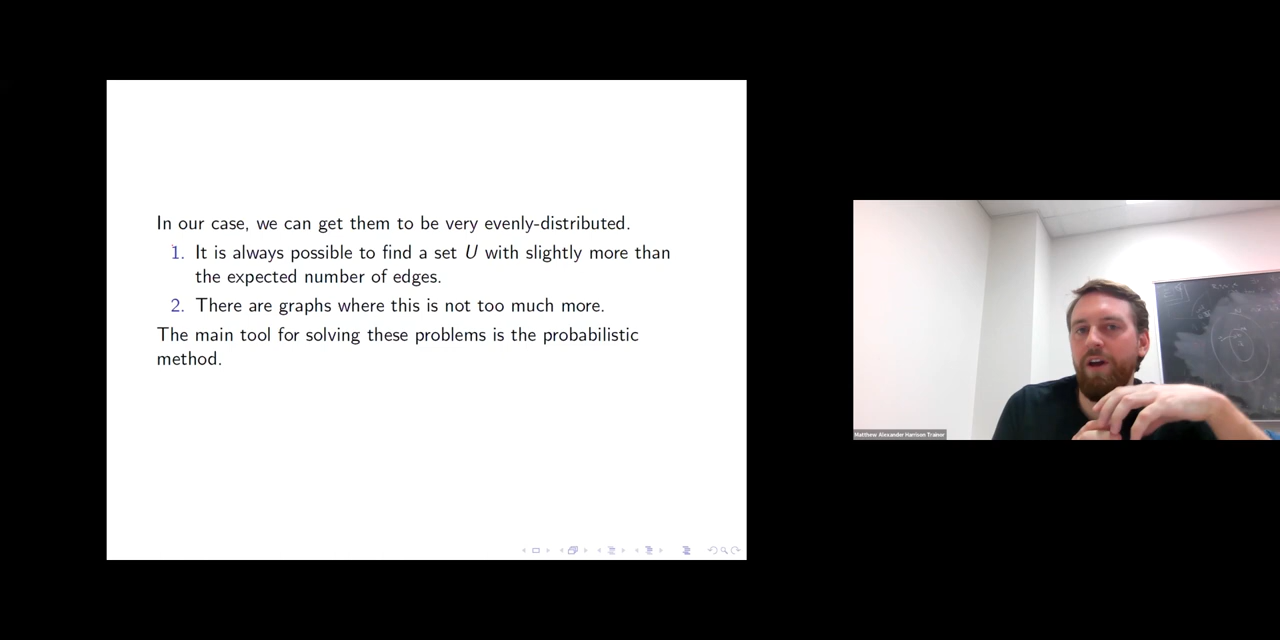 In our case, we can get them to be very evenly-distributed.
1. It is always possible to find a set U with slightly more than
the expected number of edges.
2. There are graphs where this is not too much more.
The main tool for solving these problems is the probabilistic
method.
Matthew Alexander Harrison Trainor